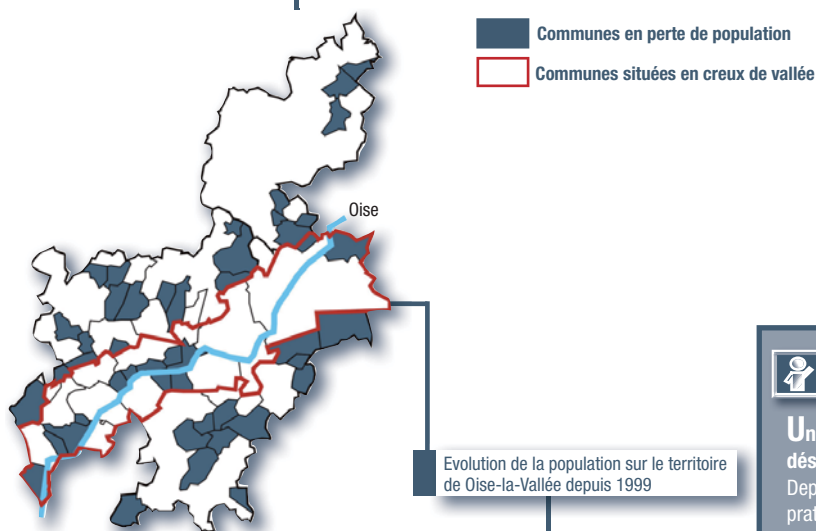 Communes en perte de population
Communes situées en creux de vallée
Oise
Evolution de la population sur le territoire
de Oise-la-Vallée depuis 1999